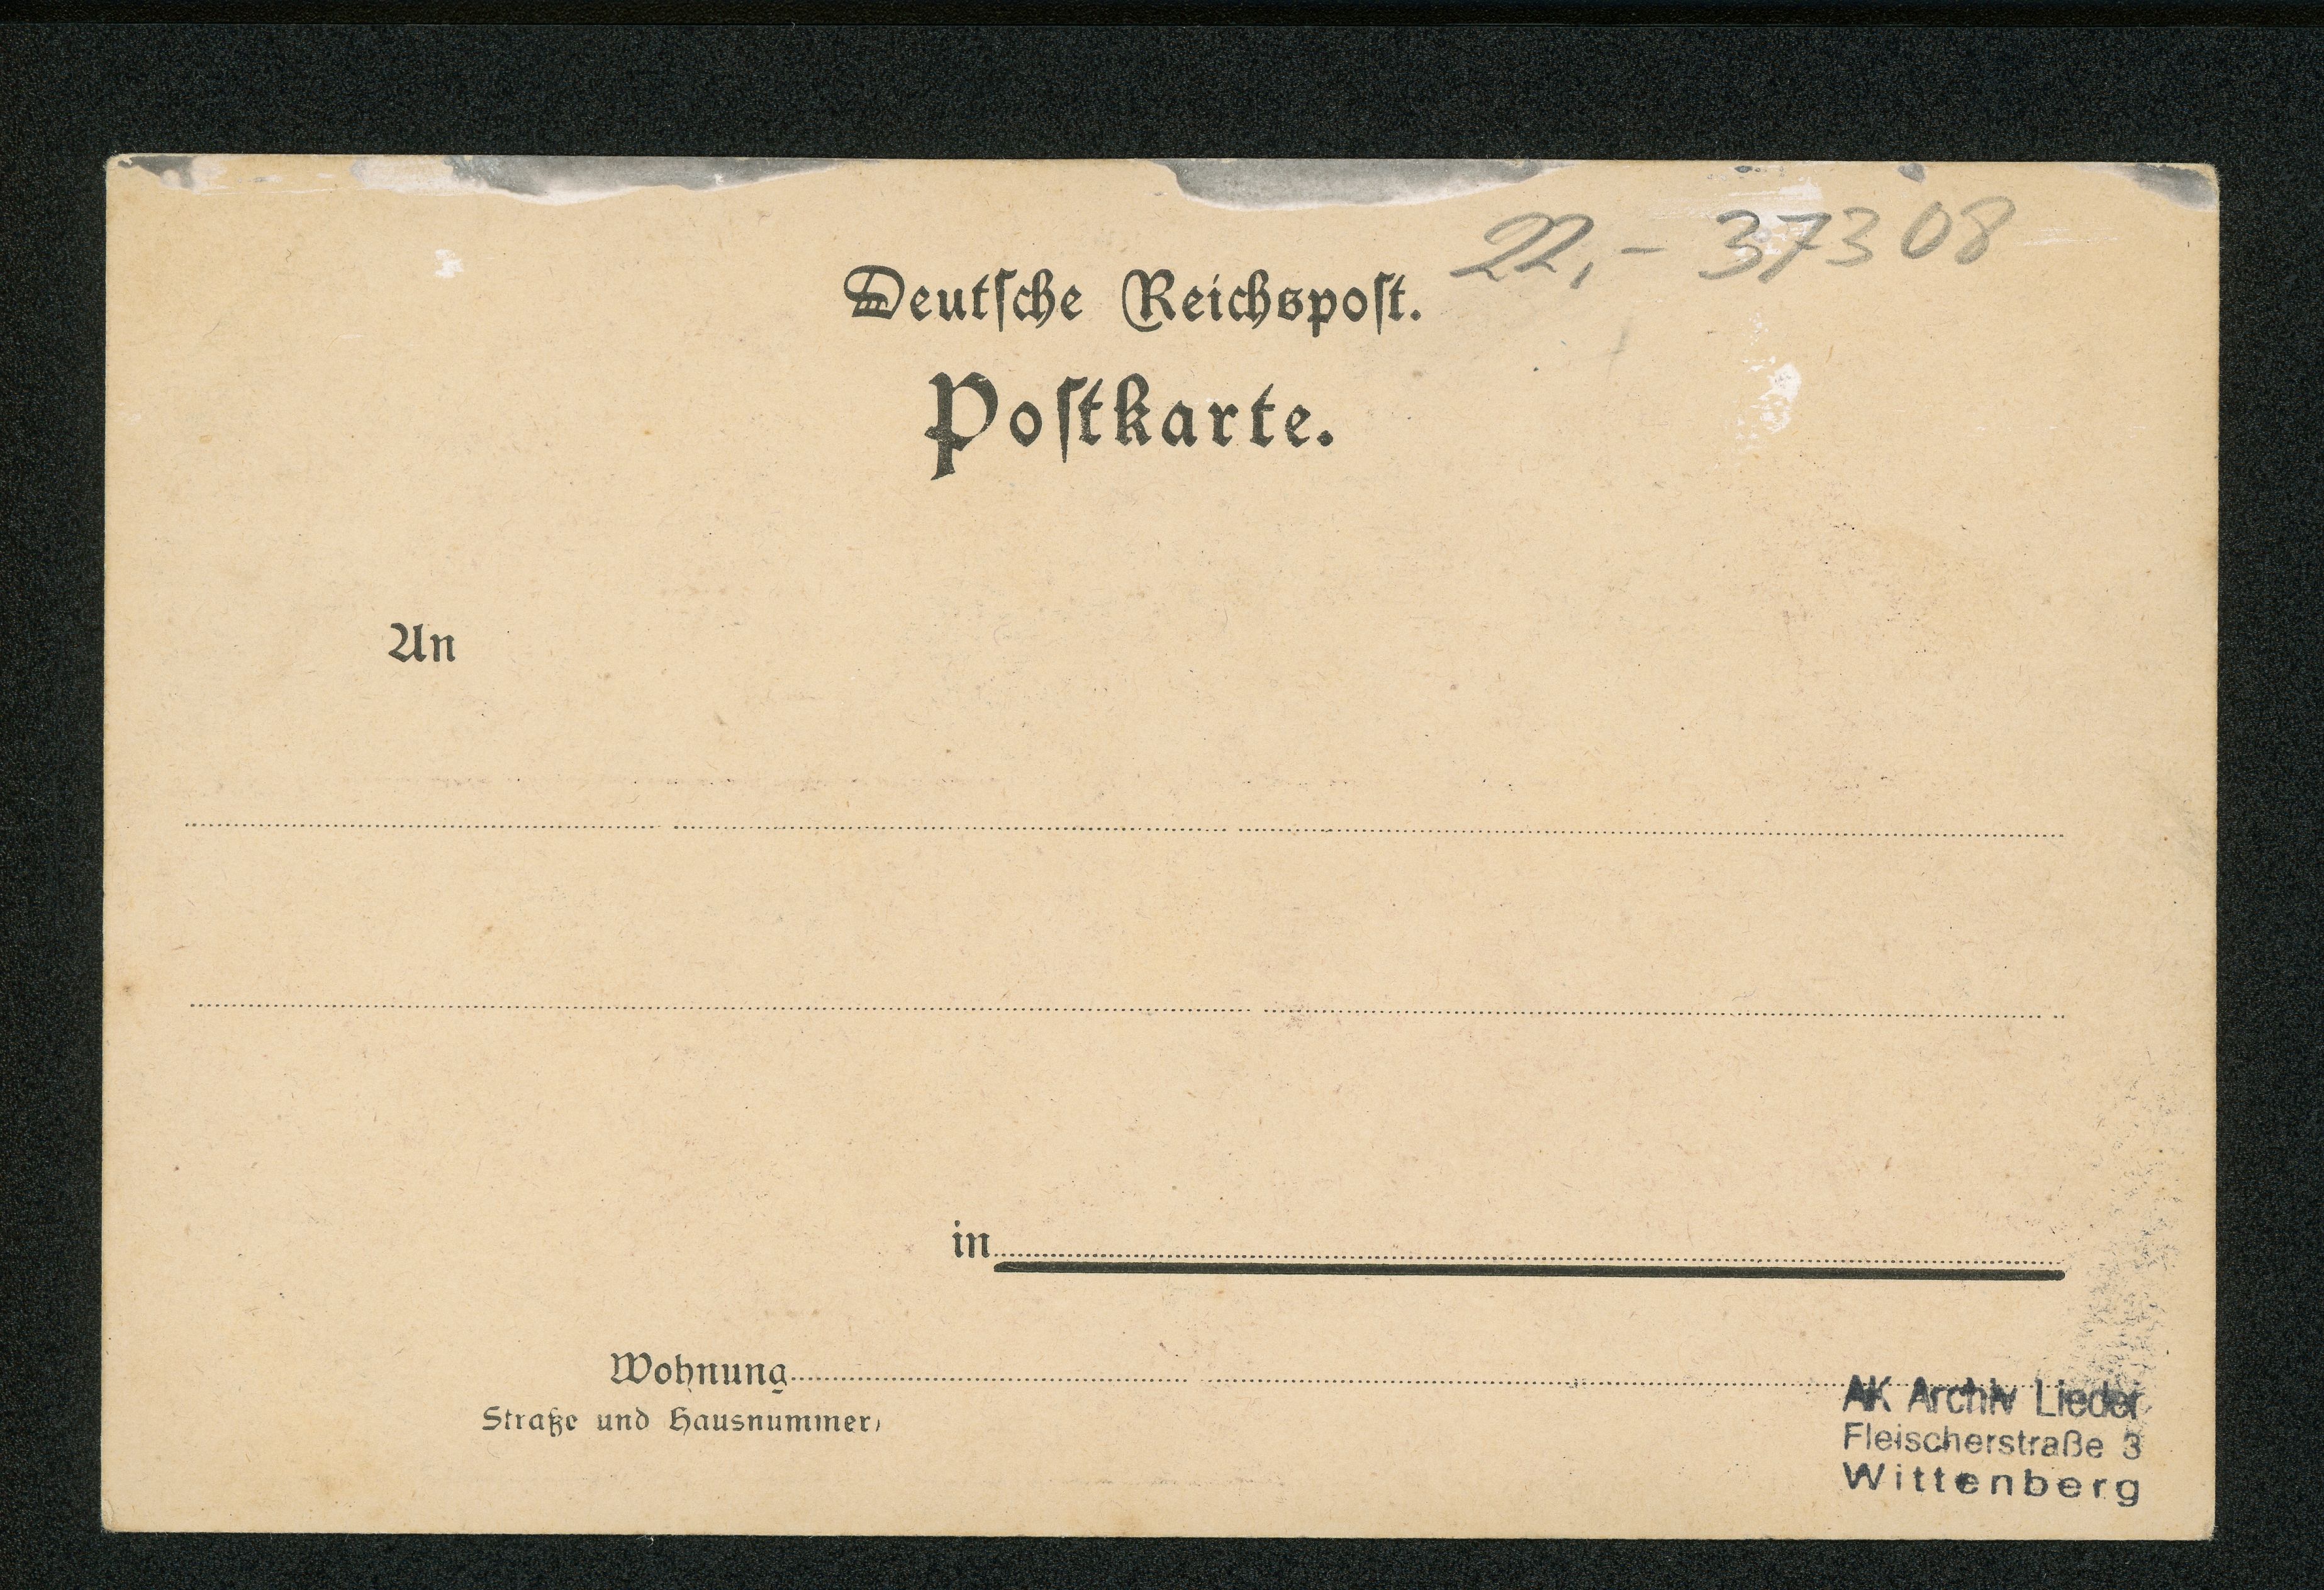 22,- 37308
Deutſche Reichspoſt.
Poſtkarte.
An
in
Wohnung
Straße und Hausnummer)
AK Archiv Lieder
Fleischerstraße 3
Wittenberg